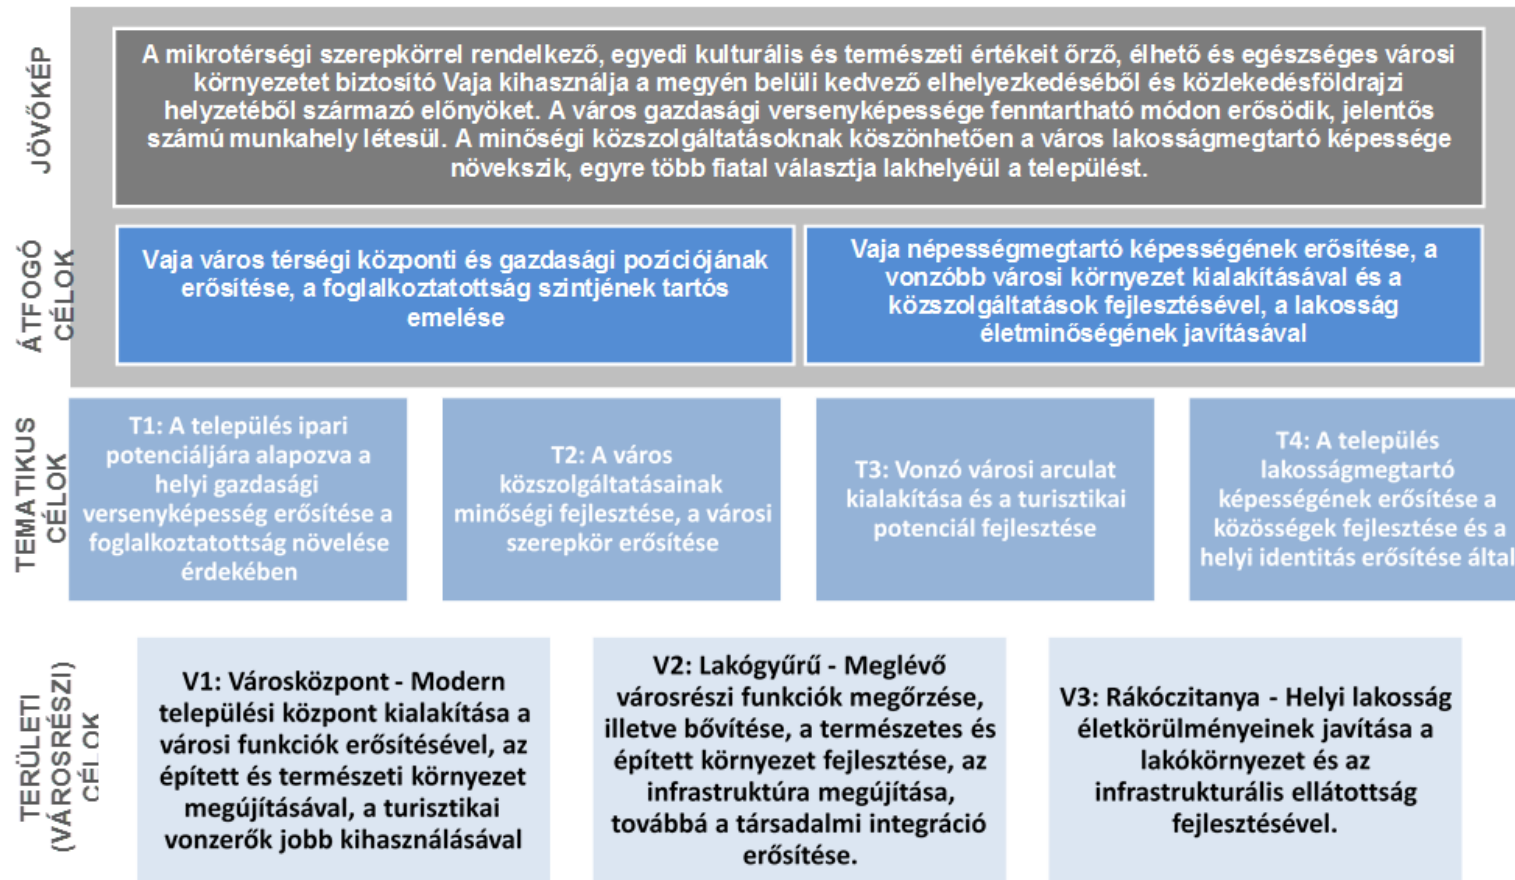 JÖVŐKÉP
A mikrotérségi szerepkörrel rendelkező, egyedi kulturális és természeti értékeit őrző, élhető és egészséges városi
környezetet biztosító Vaja kihasználja a megyén belüli kedvező elhelyezkedéséből és közlekedésföldrajzi
helyzetéből származó előnyöket. A város gazdasági versenyképessége fenntartható módon erősödik, jelentős
számú munkahely létesül. A minőségi közszolgáltatásoknak köszönhetően a város lakosságmegtartó képessége
növekszik, egyre több fiatal választja lakhelyéül a települést.
ÁTFOGÓ
CÉLOK
Vaja város térségi központi és gazdasági pozíciójának
erősítése, a foglalkoztatottság szintjének tartós
emelése
Vaja népességmegtartó képességének erősítése, a
vonzóbb városi környezet kialakításával és a
közszolgáltatások fejlesztésével, a lakosság
életminőségének javításával
TEMATIKUS
CÉLOK
T1: A település ipari
potenciáljára alapozva a
helyi gazdasági
versenyképesség erősítése a
foglalkoztatottság növelése
érdekében
T2: A város
közszolgáltatásainak
minőségi fejlesztése, a városi
szerepkör erősítése
T3: Vonzó városi arculat
kialakítása és a turisztikai
potenciál fejlesztése
T4: A település
lakosságmegtartó
képességének erősítése a
közösségek fejlesztése és a
helyi identitás erősítése által
TERÜLETI
(VÁROSRÉSZI)
CÉLOK
V1: Városközpont - Modern
települési központ kialakítása a
városi funkciók erősítésével, az
épített és természeti környezet
megújításával, a turisztikai
vonzerők jobb kihasználásával
V2: Lakógyűrű - Meglévő
városrészi funkciók megőrzése,
illetve bővítése, a természetes és
épített környezet fejlesztése, az
infrastruktúra megújítása,
továbbá a társadalmi integráció
erősítése.
V3: Rákóczitanya - Helyi lakosság
életkörülményeinek javítása a
lakókörnyezet és az
infrastrukturális ellátottság
fejlesztésével.